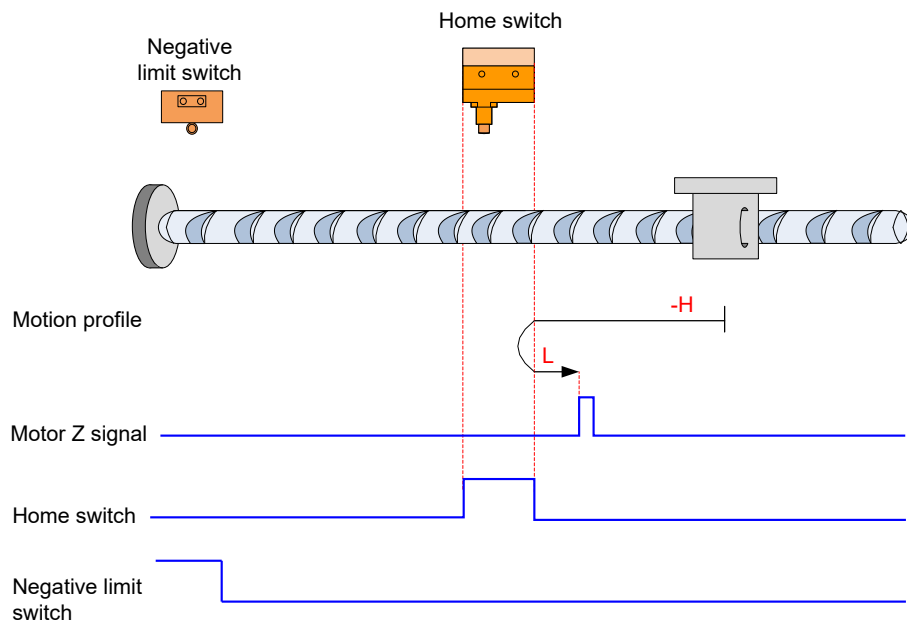 Home switch
Negative
limit switch
Motion profile
-H
L
Motor Z signal
Home switch
Negative limit
switch